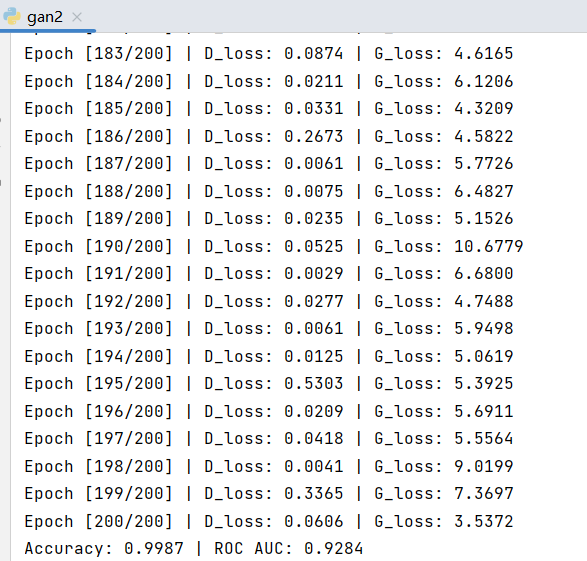 gan2
Epoch [183/200] | D_loss: 0.0874 | G_loss: 4.6165
Epoch [184/200] | D_loss: 0.0211 | G_loss: 6.1206
Epoch [185/200] | D_loss: 0.0331 | G_loss: 4.3209
Epoch [186/200] | D_loss: 0.2673 | G_loss: 4.5822
Epoch [187/200] | D_loss: 0.0061 | G_loss: 5.7726
Epoch [188/200] | D_loss: 0.0075 | G_loss: 6.4827
Epoch [189/200] | D_loss: 0.0235 | G_loss: 5.1526
Epoch [190/200] | D_loss: 0.0525 | G_loss: 10.6779
Epoch [191/200] | D_loss: 0.0029 | G_loss: 6.6800
Epoch [192/200] | D_loss: 0.0277 | G_loss: 4.7488
Epoch [193/200] | D_loss: 0.0061 | G_loss: 5.9498
Epoch [194/200] | D_loss: 0.0125 | G_loss: 5.0619
Epoch [195/200] | D_loss: 0.5303 | G_loss: 5.3925
Epoch [196/200] | D_loss: 0.0209 | G_loss: 5.6911
Epoch [197/200] | D_loss: 0.0418 | G_loss: 5.5564
Epoch [198/200] | D_loss: 0.0041 | G_loss: 9.0199
Epoch [199/200] | D_loss: 0.3365 | G_loss: 7.3697
Epoch [200/200] | D_loss: 0.0606 | G_loss: 3.5372
Accuracy: 0.9987 | ROC AUC: 0.9284